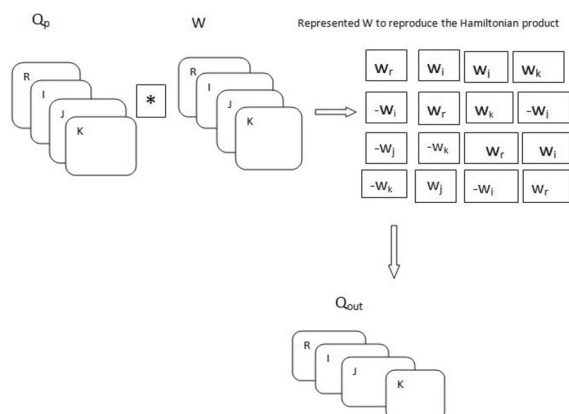 Qp W Represented W to reproduce the Hamiltonian product
R I J K
*
R I J K
Wr Wi Wj Wk
-Wi Wr Wk -Wj
-Wj -Wk Wr Wi
-Wk Wj -Wi Wr
Qout
R I J K